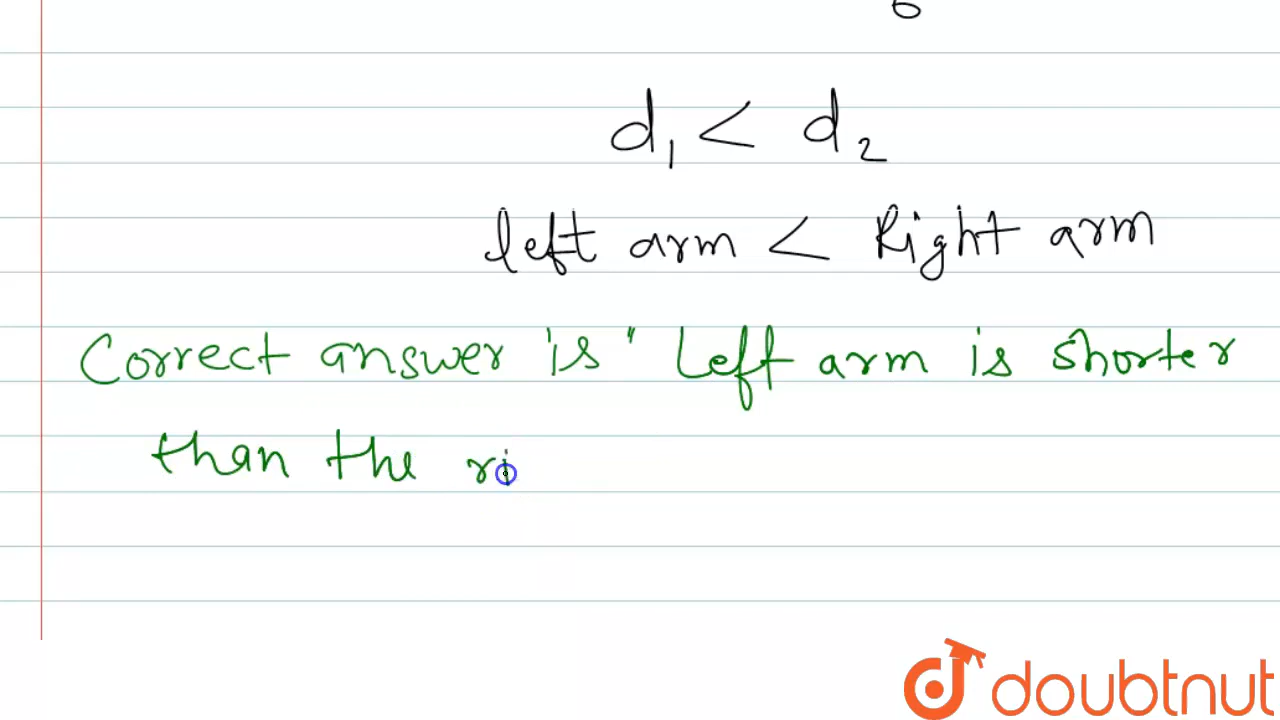 d₁ < d₂
left arm < Right arm
Correct answer is " Left arm is shorter
than the ri
doubtnut